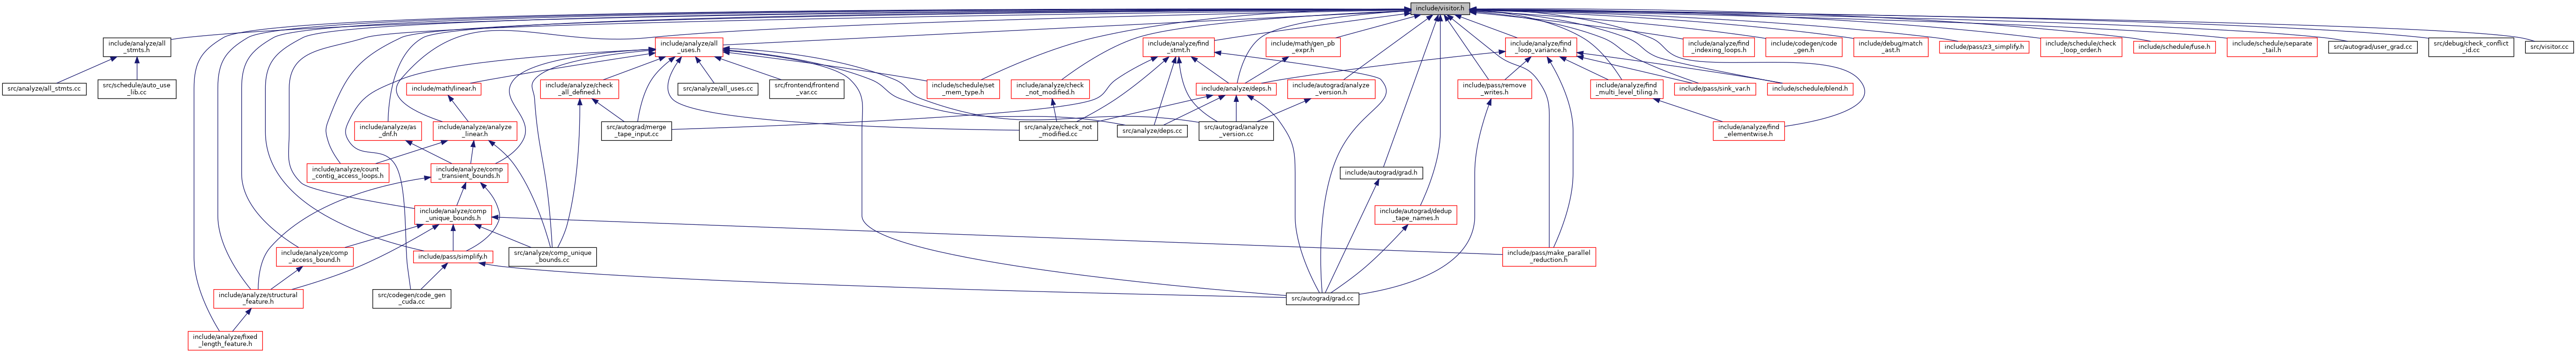 include/visitor.h
include/analyze/all
_stmts.h
include/analyze/all
_uses.h
include/analyze/find
_stmt.h
include/math/gen_pb
_expr.h
include/analyze/find
_loop_variance.h
include/analyze/find
_indexing_loops.h
include/codegen/code
_gen.h
include/debug/match
_ast.h
include/pass/z3_simplify.h
include/schedule/check
_loop_order.h
include/schedule/fuse.h
include/schedule/separate
_tail.h
src/autograd/user_grad.cc
src/debug/check_conflict
_id.cc
src/visitor.cc
src/analyze/all_stmts.cc
src/schedule/auto_use
_lib.cc
include/math/linear.h
include/analyze/check
_all_defined.h
src/analyze/all_uses.cc
src/frontend/frontend
_var.cc
include/schedule/set
_mem_type.h
include/analyze/check
_not_modified.h
include/analyze/deps.h
include/autograd/analyze
_version.h
include/pass/remove
_writes.h
include/analyze/find
_multi_level_tiling.h
include/pass/sink_var.h
include/schedule/blend.h
include/analyze/as
_dnf.h
include/analyze/analyze
_linear.h
src/autograd/merge
_tape_input.cc
src/analyze/check_not
_modified.cc
src/analyze/deps.cc
src/autograd/analyze
_version.cc
include/analyze/find
_elementwise.h
include/analyze/count
_contig_access_loops.h
include/analyze/comp
_transient_bounds.h
include/autograd/grad.h
include/analyze/comp
_unique_bounds.h
include/autograd/dedup
_tape_names.h
include/analyze/comp
_access_bound.h
include/pass/simplify.h
src/analyze/comp_unique
_bounds.cc
include/pass/make_parallel
_reduction.h
include/analyze/structural
_feature.h
src/codegen/code_gen
_cuda.cc
src/autograd/grad.cc
include/analyze/fixed
_length_feature.h